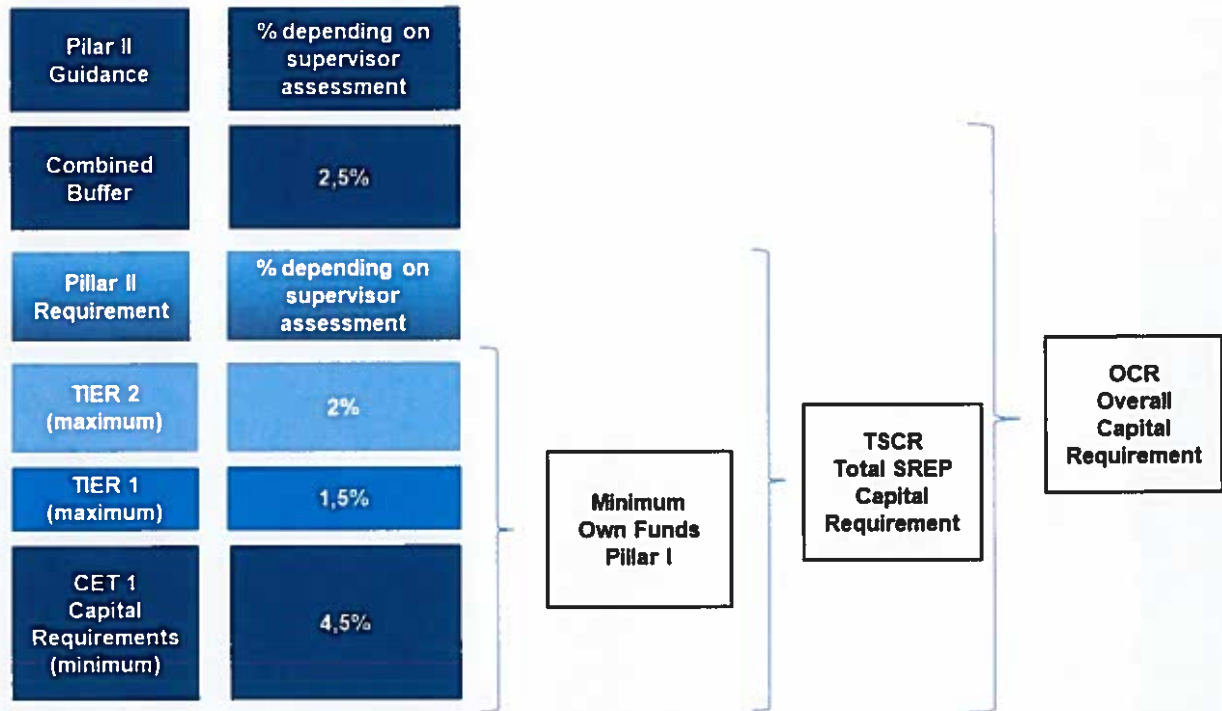 Pilar II
Guidance
% depending on
supervisor
assessment
Combined
Buffer
2,5%
Pillar II
Requirement
% depending on
supervisor
assessment
TIER 2
(maximum)
2%
TIER 1
(maximum)
1,5%
CET 1
Capital
Requirements
(minimum)
4,5%
Minimum
Own Funds
Pillar I
TSCR
Total SREP
Capital
Requirement
OCR
Overall
Capital
Requirement